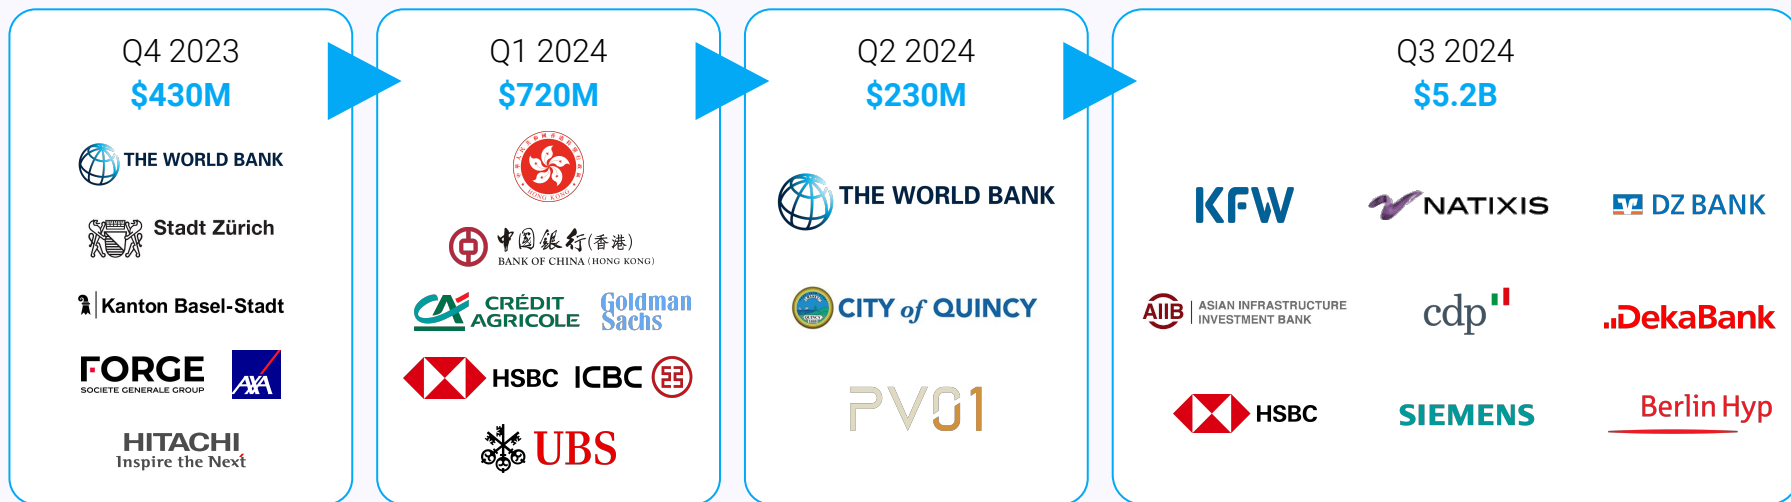 Q4 2023
$430M
THE WORLD BANK
Stadt Zürich
Kanton Basel-Stadt
FORGE
SOCIETE GENERALE GROUP
AXA
HITACHI
Inspire the Next
Q1 2024
$720M
HONG KONG
中国銀行(香港)
BANK OF CHINA (HONG KONG)
CRÉDIT
AGRICOLE
Goldman
Sachs
HSBC
ICBC
UBS
Q2 2024
$230M
THE WORLD BANK
CITY of QUINCY
PV01
Q3 2024
$5.2B
KFW
NATIXIS
DZ BANK
AIIB
ASIAN INFRASTRUCTURE
INVESTMENT BANK
cdp
DekaBank
HSBC
SIEMENS
Berlin Hyp